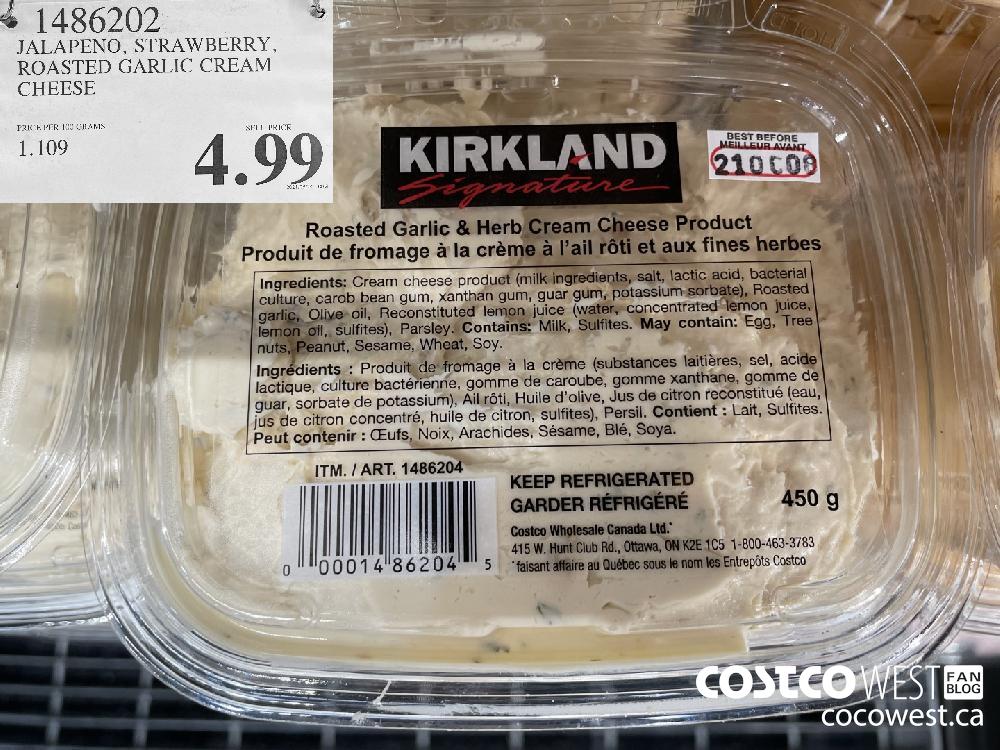 1486202
JALAPENO, STRAWBERRY,
ROASTED GARLIC CREAM
CHEESE
PRICE PER 100 GRAMS
SELL PRICE
1.109
4.99
KIRKLAND
Signature
BEST BEFORE
MEILLEUR AVANT
21OC08
Roasted Garlic & Herb Cream Cheese Product
Produit de fromage à la crème à l'ail rôti et aux fines herbes
Ingredients: Cream cheese product (milk ingredients, salt, lactic acid, bacterial
culture, carob bean gum, xanthan gum, guar gum, potassium sorbate), Roasted
garlic, Olive oil, Reconstituted lemon juice (water, concentrated lemon juice,
lemon oil, sulfites), Parsley. Contains: Milk, Sulfites. May contain: Egg, Tree
nuts, Peanut, Sesame, Wheat, Soy.
Ingrédients : Produit de fromage à la crème (substances laitières, sel, acide
lactique, culture bactérienne, gomme de caroube, gomme xanthane, gomme de
guar, sorbate de potassium), Ail rôti, Huile d'olive, Jus de citron reconstitué (eau,
jus de citron concentré, huile de citron, sulfites), Persil. Contient : Lait, Sulfites.
Peut contenir : Œufs, Noix, Arachides, Sésame, Blé, Soya.
ITM. / ART. 1486204
0 00014 86204 5
KEEP REFRIGERATED
GARDER RÉFRIGÉRÉ
450 g
Costco Wholesale Canada Ltd.*
415 W. Hunt Club Rd., Ottawa, ON K2E 1C5 1-800-463-3783
*faisant affaire au Québec sous le nom les Entrepôts Costco
COSTCO WEST FAN BLOG
cocowest.ca